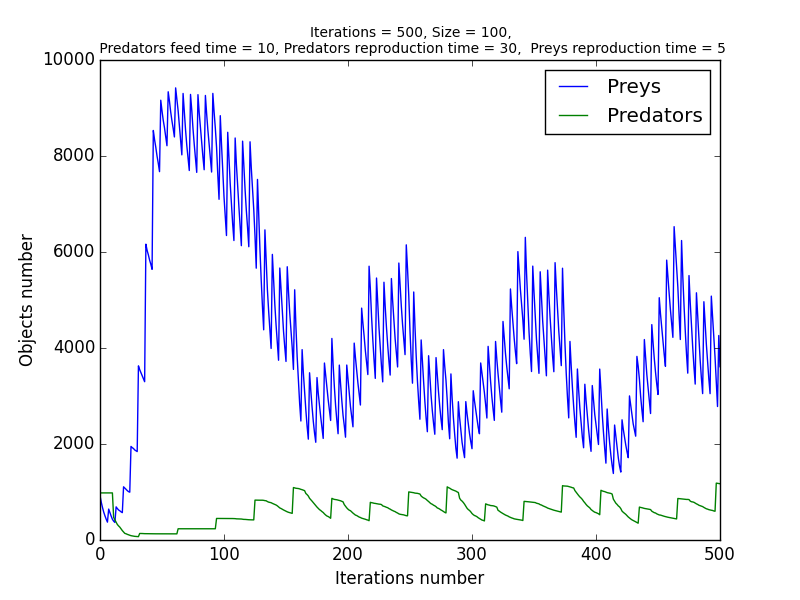 Iterations = 500, Size = 100,
Predators feed time = 10, Predators reproduction time = 30,  Preys reproduction time = 5
10000
8000
6000
4000
2000
0
Objects number
Preys
Predators
0 100 200 300 400 500
Iterations number